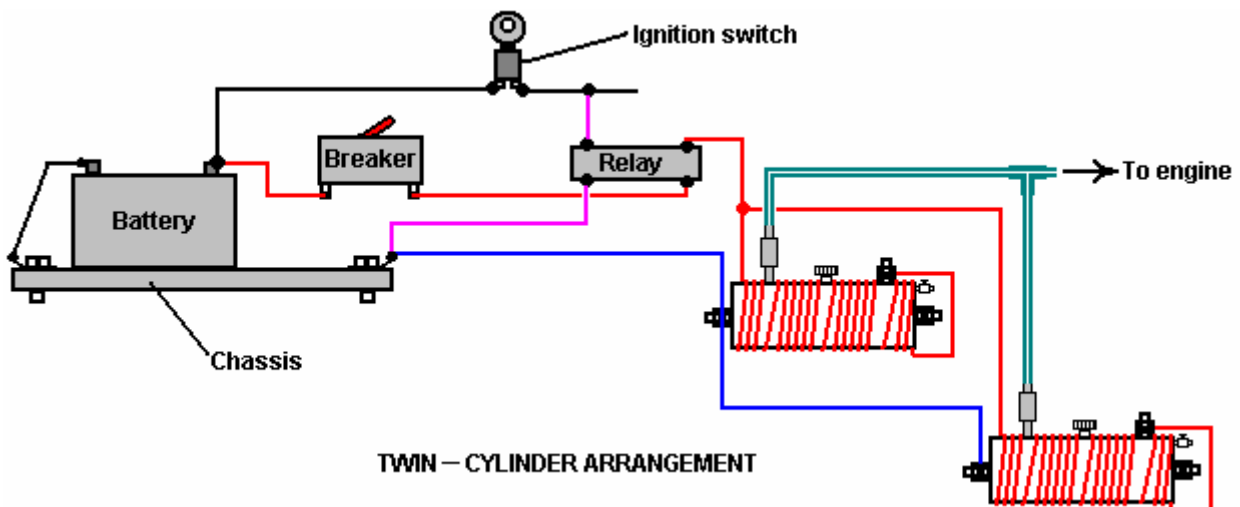 Ignition switch
Breaker
Relay
To engine
Battery
Chassis
TWIN – CYLINDER ARRANGEMENT